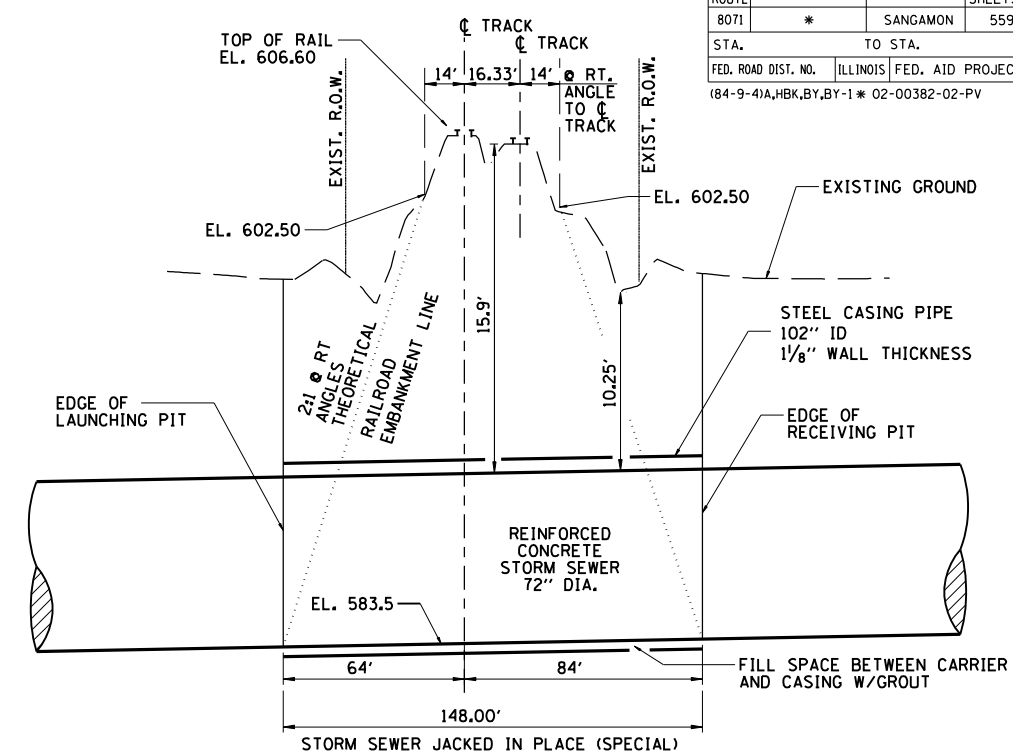 ROUTE
SHEETS
8071 * SANGAMON 559
STA. TO STA.
FED. ROAD DIST. NO. ILLINOIS FED. AID PROJEC
(84-9-4)A,HBK,BY,BY-1 * 02-00382-02-PV
℄ TRACK
℄ TRACK
TOP OF RAIL
EL. 606.60
14' 16.33' 14'
@ RT.
ANGLE
TO ℄
TRACK
EXIST. R.O.W.
EXIST. R.O.W.
EL. 602.50
EL. 602.50
EXISTING GROUND
15.9'
10.25'
2:1 @ RT
ANGLES
THEORETICAL
RAILROAD
EMBANKMENT LINE
STEEL CASING PIPE
102" ID
1 1/8" WALL THICKNESS
EDGE OF
LAUNCHING PIT
EDGE OF
RECEIVING PIT
REINFORCED
CONCRETE
STORM SEWER
72" DIA.
EL. 583.5
64' 84'
FILL SPACE BETWEEN CARRIER
AND CASING W/GROUT
148.00'
STORM SEWER JACKED IN PLACE (SPECIAL)